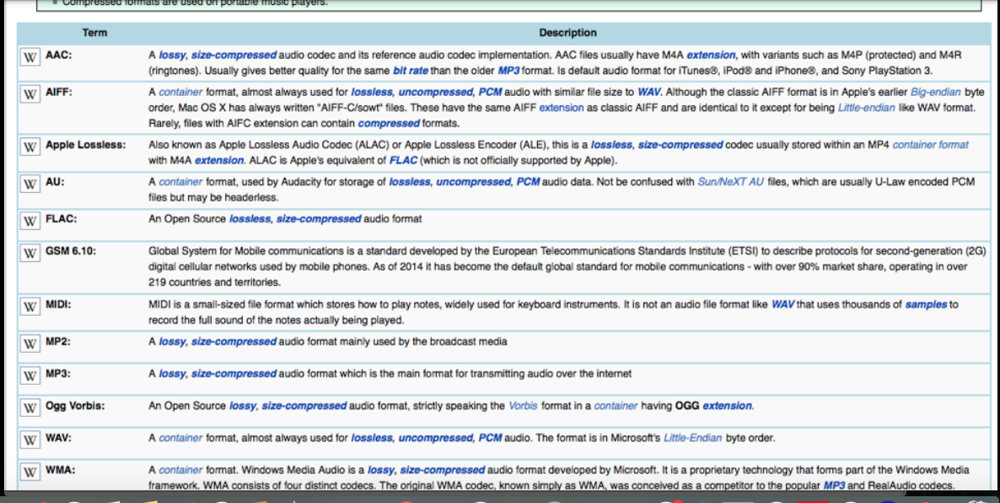 Compressed formats are used on portable music players.
Term Description
W AAC: A lossy, size-compressed audio codec and its reference audio codec implementation. AAC files usually have M4A extension, with variants such as M4P (protected) and M4R
(ringtones). Usually gives better quality for the same bit rate than the older MP3 format. Is default audio format for iTunes®, iPod® and iPhone®, and Sony PlayStation 3.
W AIFF: A container format, almost always used for lossless, uncompressed, PCM audio with similar file size to WAV. Although the classic AIFF format is in Apple's earlier Big-endian byte
order, Mac OS X has always written "AIFF-C/sowt" files. These have the same AIFF extension as classic AIFF and are identical to it except for being Little-endian like WAV format.
Rarely, files with AIFC extension can contain compressed formats.
W Apple Lossless: Also known as Apple Lossless Audio Codec (ALAC) or Apple Lossless Encoder (ALE), this is a lossless, size-compressed codec usually stored within an MP4 container format
with M4A extension. ALAC is Apple's equivalent of FLAC (which is not officially supported by Apple).
W AU: A container format, used by Audacity for storage of lossless, uncompressed, PCM audio data. Not be confused with Sun/NeXT AU files, which are usually U-Law encoded PCM
files but may be headerless.
W FLAC: An Open Source lossless, size-compressed audio format
W GSM 6.10: Global System for Mobile communications is a standard developed by the European Telecommunications Standards Institute (ETSI) to describe protocols for second-generation (2G)
digital cellular networks used by mobile phones. As of 2014 it has become the default global standard for mobile communications - with over 90% market share, operating in over
219 countries and territories.
W MIDI: MIDI is a small-sized file format which stores how to play notes, widely used for keyboard instruments. It is not an audio file format like WAV that uses thousands of samples to
record the full sound of the notes actually being played.
W MP2: A lossy, size-compressed audio format mainly used by the broadcast media
W MP3: A lossy, size-compressed audio format which is the main format for transmitting audio over the internet
W Ogg Vorbis: An Open Source lossy, size-compressed audio format, strictly speaking the Vorbis format in a container having OGG extension.
W WAV: A container format, almost always used for lossless, uncompressed, PCM audio. The format is in Microsoft's Little-Endian byte order.
W WMA: A container format. Windows Media Audio is a lossy, size-compressed audio format developed by Microsoft. It is a proprietary technology that forms part of the Windows Media
framework. WMA consists of four distinct codecs. The original WMA codec, known simply as WMA, was conceived as a competitor to the popular MP3 and RealAudio codecs.